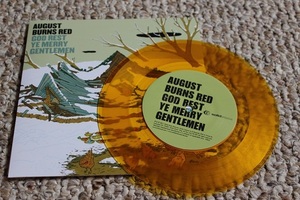 AUGUST
BURNS RED
GOD REST
YE MERRY
GENTLEMEN
AUGUST
BURNS RED
GOD REST
YE MERRY
GENTLEMEN